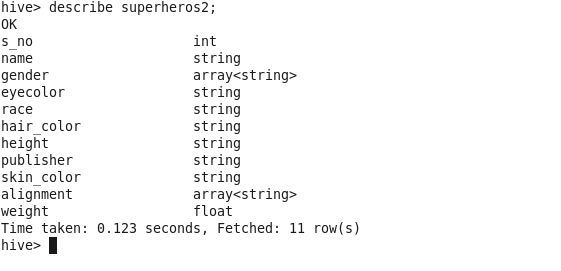 hive> describe superheros2;
OK
s_no                    int
name                    string
gender                  array<string>
eyecolor                string
race                    string
hair_color              string
height                  string
publisher               string
skin_color              string
alignment               array<string>
weight                  float
Time taken: 0.123 seconds, Fetched: 11 row(s)
hive>